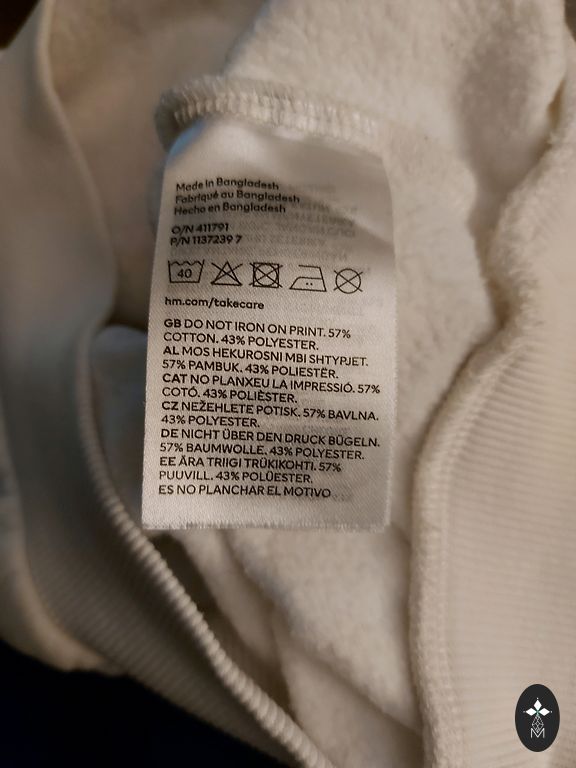 Made in Bangladesh
Fabriqué au Bangladesh
Hecho en Bangladesh
O/N 411791
P/N 1137239 7
40
hm.com/takecare
GB DO NOT IRON ON PRINT. 57%
COTTON. 43% POLYESTER.
AL MOS HEKUROSNI MBI SHTYPJET.
57% PAMBUK. 43% POLIESTËR.
CAT NO PLANXEU LA IMPRESSIÓ. 57%
COTÓ. 43% POLIÈSTER.
CZ NEŽEHLETE POTISK. 57% BAVLNA.
43% POLYESTER.
DE NICHT ÜBER DEN DRUCK BÜGELN.
57% BAUMWOLLE. 43% POLYESTER.
EE ÄRA TRIIGI TRÜKIKOHTI. 57%
PUUVILL. 43% POLÜESTER.
ES NO PLANCHAR EL MOTIVO
M